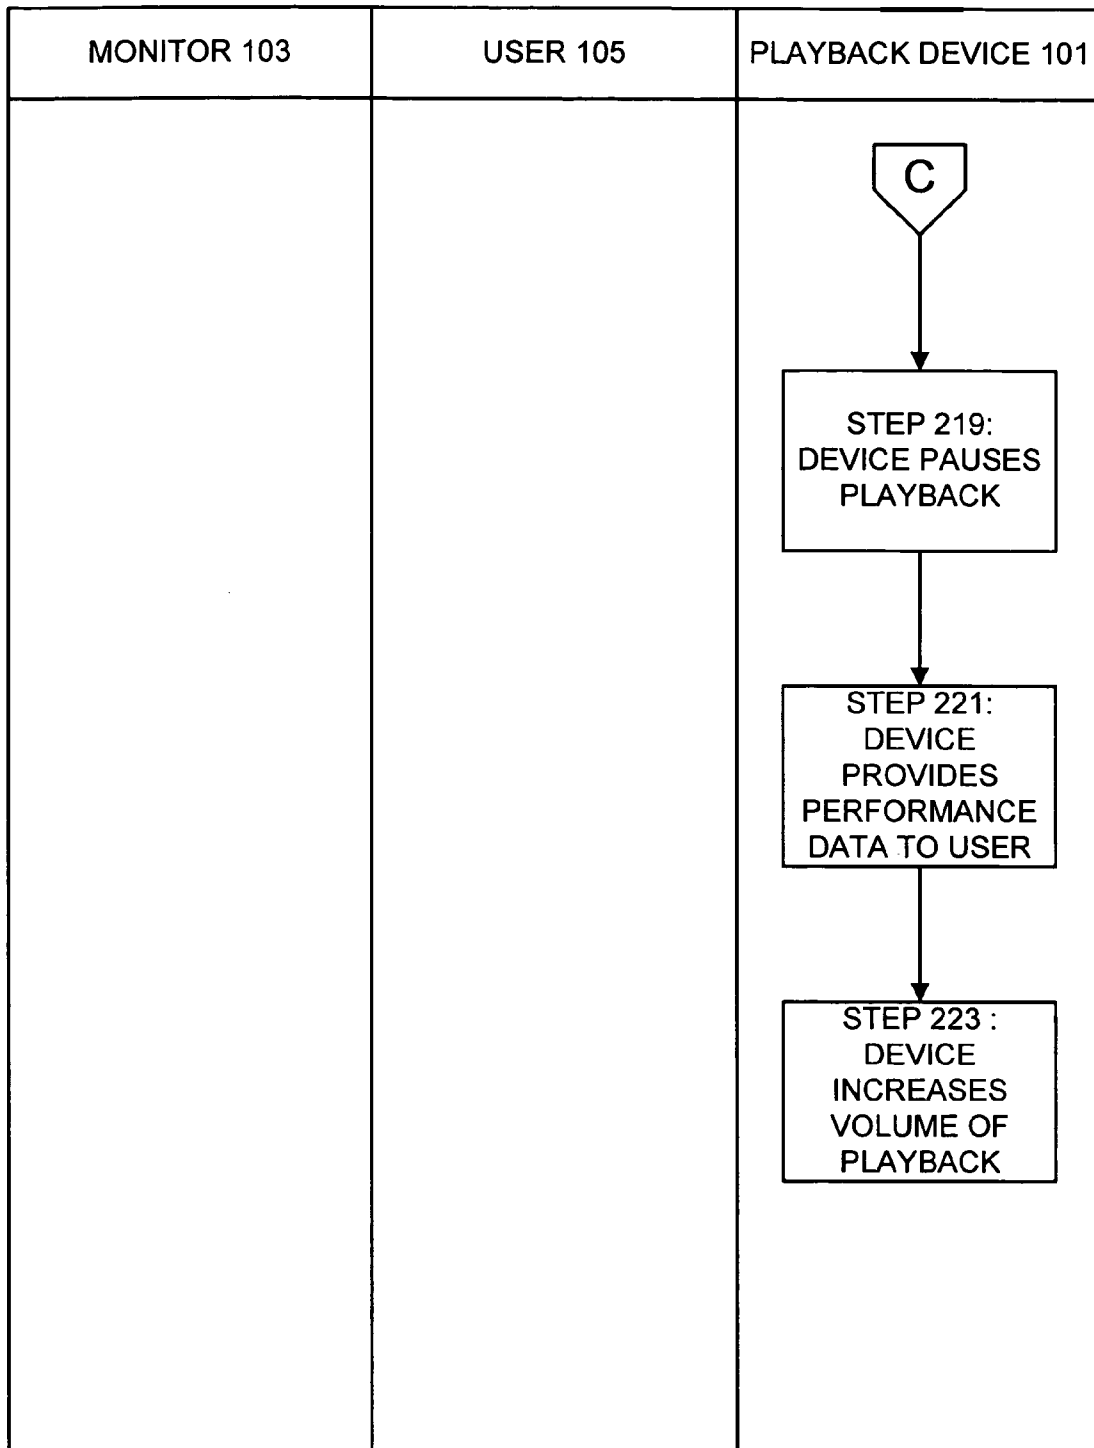 MONITOR 103
USER 105
PLAYBACK DEVICE 101
C
STEP 219:
DEVICE PAUSES
PLAYBACK
STEP 221:
DEVICE
PROVIDES
PERFORMANCE
DATA TO USER
STEP 223 :
DEVICE
INCREASES
VOLUME OF
PLAYBACK